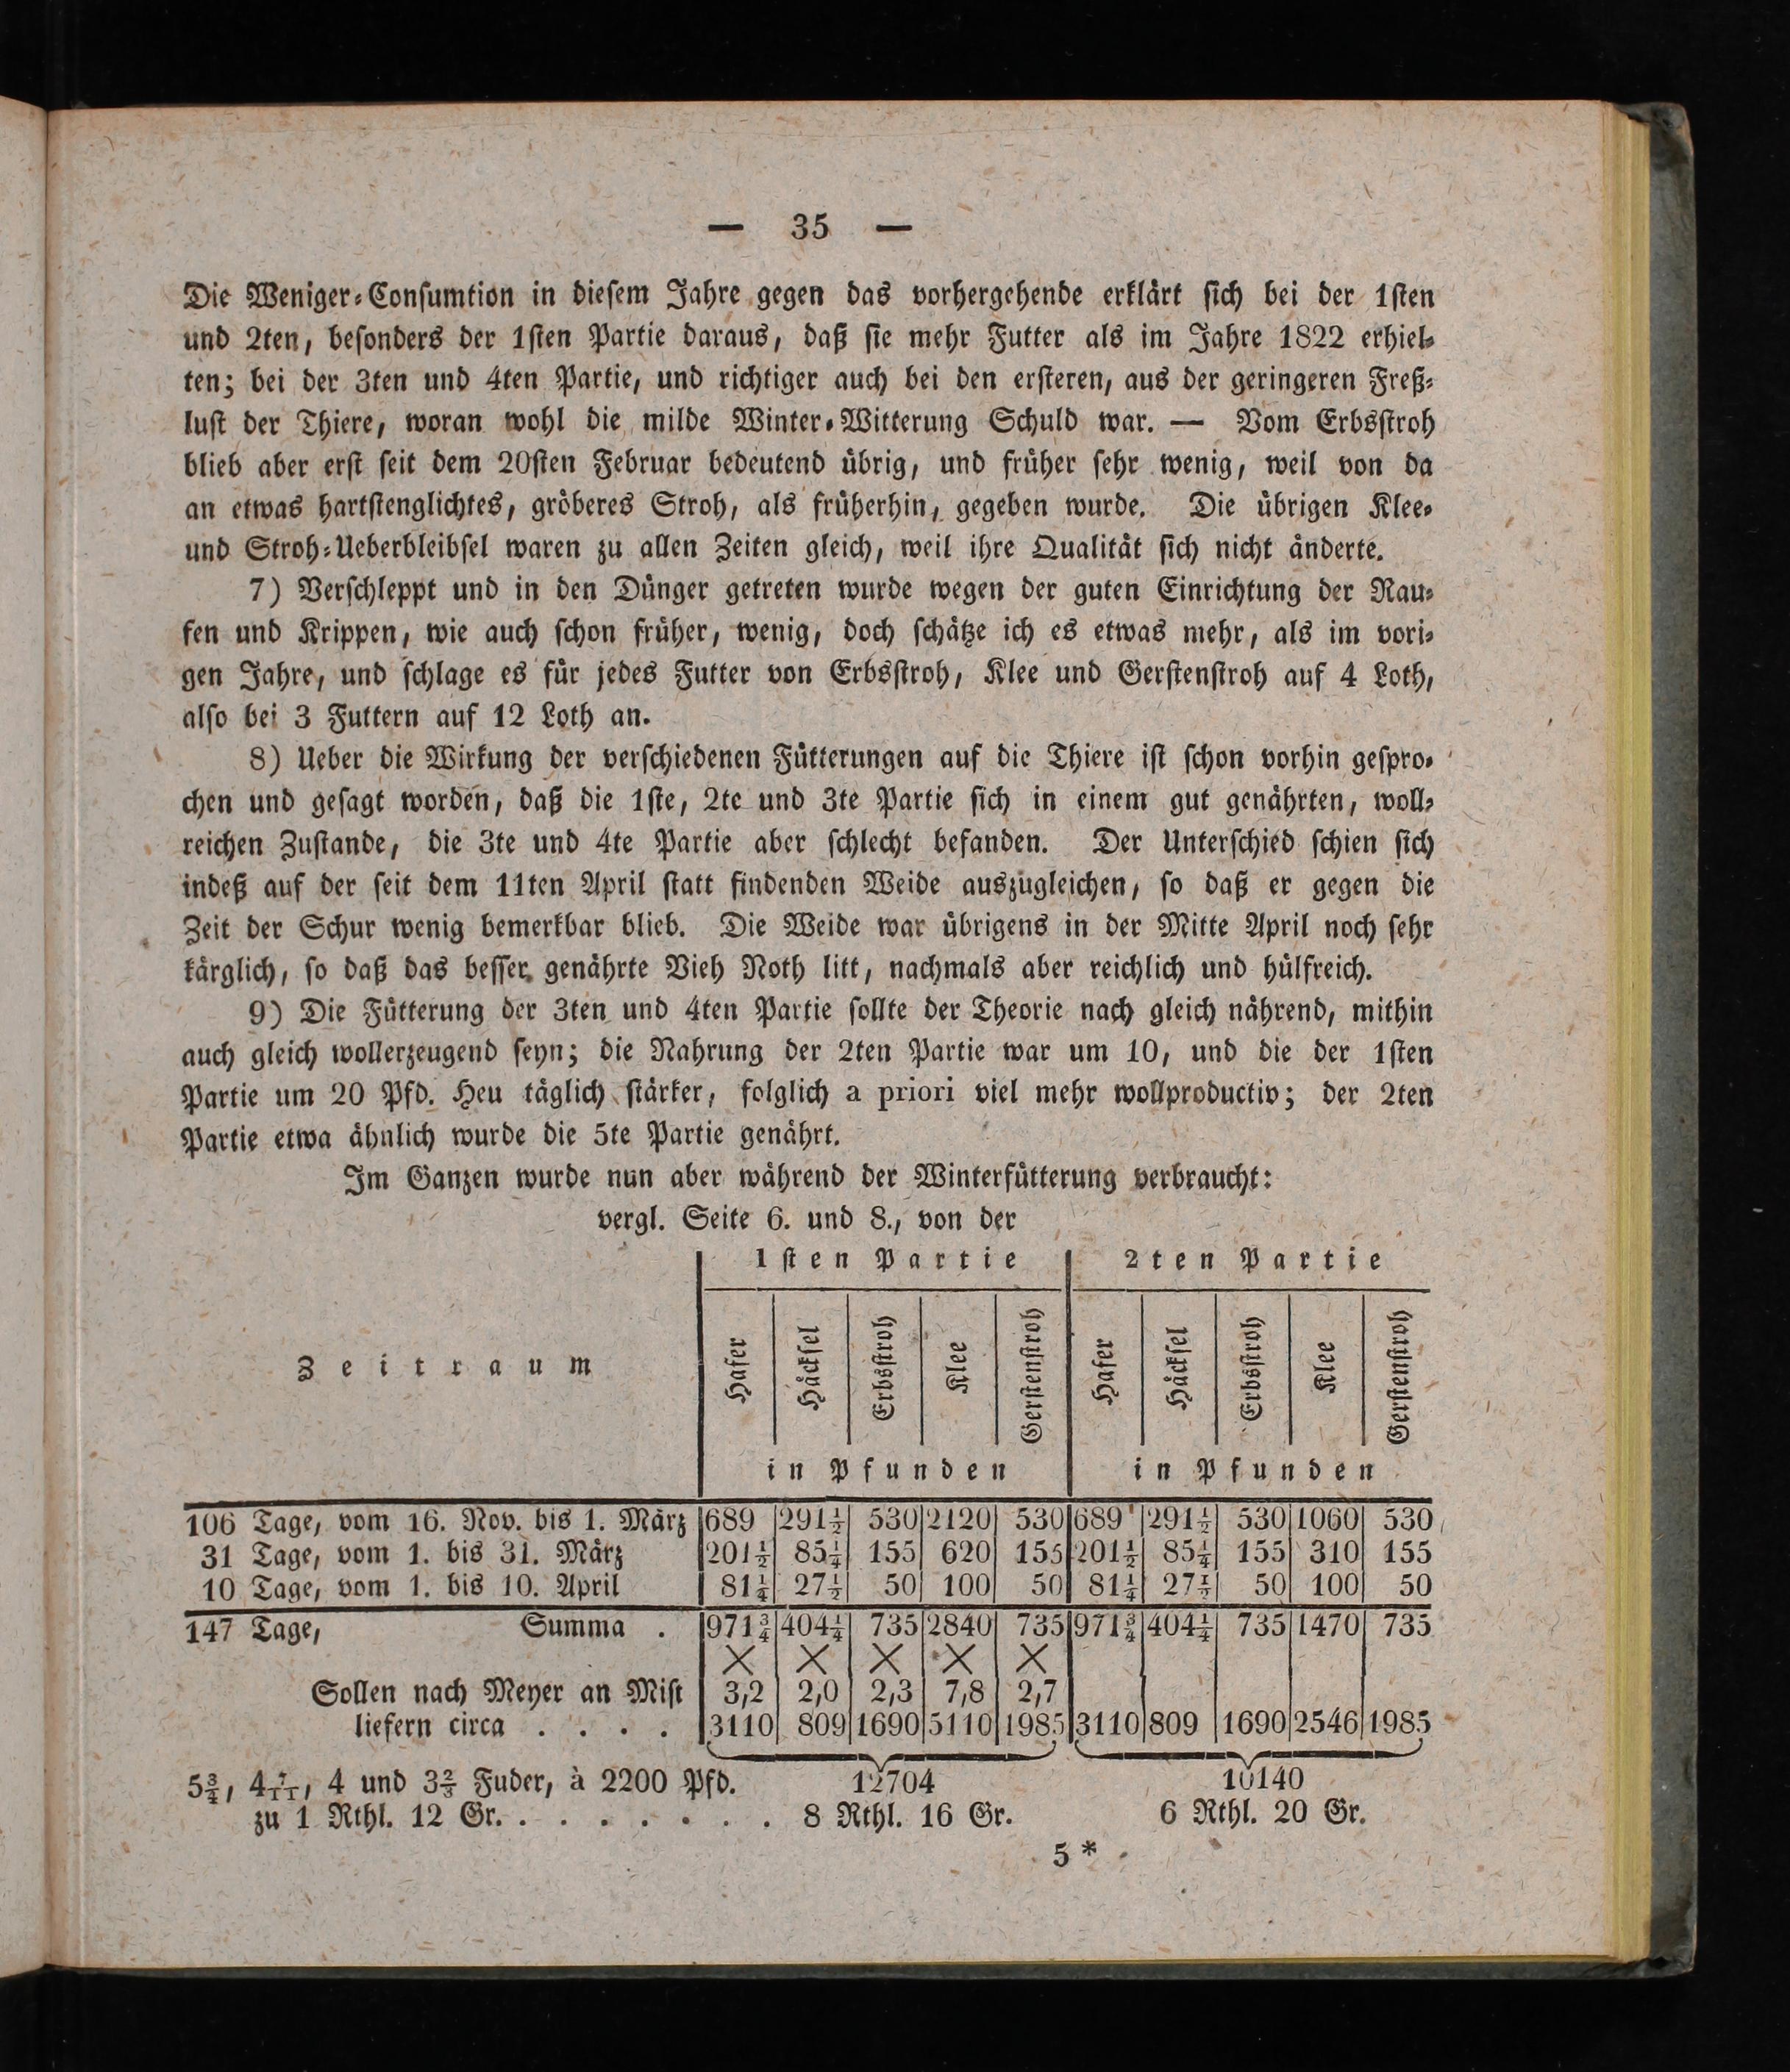 — 35 —
Die Weniger-Consumtion in diesem Jahre gegen das vorhergehende erklärt sich bei der 1sten
und 2ten, besonders der 1sten Partie daraus, daß sie mehr Futter als im Jahre 1822 erhiel-
ten; bei der 3ten und 4ten Partie, und richtiger auch bei den ersteren, aus der geringeren Freß-
lust der Thiere, woran wohl die milde Winter-Witterung Schuld war. — Vom Erbsstroh
blieb aber erst seit dem 20sten Februar bedeutend übrig, und früher sehr wenig, weil von da
an etwas hartstenglichtes, gröberes Stroh, als früherhin, gegeben wurde. Die übrigen Klee-
und Stroh-Ueberbleibsel waren zu allen Zeiten gleich, weil ihre Qualität sich nicht änderte.
7) Verschleppt und in den Dünger getreten wurde wegen der guten Einrichtung der Rau-
fen und Krippen, wie auch schon früher, wenig, doch schätze ich es etwas mehr, als im vori-
gen Jahre, und schlage es für jedes Futter von Erbsstroh, Klee und Gerstenstroh auf 4 Loth,
also bei 3 Futtern auf 12 Loth an.
8) Ueber die Wirkung der verschiedenen Fütterungen auf die Thiere ist schon vorhin gespro-
chen und gesagt worden, daß die 1ste, 2te und 3te Partie sich in einem gut genährten, woll-
reichen Zustande, die 3te und 4te Partie aber schlecht befanden. Der Unterschied schien sich
indeß auf der seit dem 11ten April statt findenden Weide auszugleichen, so daß er gegen die
Zeit der Schur wenig bemerkbar blieb. Die Weide war übrigens in der Mitte April noch sehr
kärglich, so daß das besser genährte Vieh Noth litt, nachmals aber reichlich und hülfreich.
9) Die Fütterung der 3ten und 4ten Partie sollte der Theorie nach gleich nährend, mithin
auch gleich wollerzeugend seyn; die Nahrung der 2ten Partie war um 10, und die der 1sten
Partie um 20 Pfd. Heu täglich stärker, folglich a priori viel mehr wollproductiv; der 2ten
Partie etwa ähnlich wurde die 5te Partie genährt.
Im Ganzen wurde nun aber während der Winterfütterung verbraucht:
vergl. Seite 6. und 8., von der
1sten Partie 2ten Partie
Zeitraum Hafer Häcksel Erbsstroh Klee Gerstenstroh Hafer Häcksel Erbsstroh Klee Gerstenstroh
in Pfunden in Pfunden
106 Tage, vom 16. Nov. bis 1. März 689 291½ 530 2120 530 689 291½ 530 1060 530
31 Tage, vom 1. bis 31. März 201½ 85¼ 155 620 155 201½ 85¼ 155 310 155
10 Tage, vom 1. bis 10. April 81¼ 27½ 50 100 50 81¼ 27½ 50 100 50
147 Tage, Summa . 971¾ 404¼ 735 2840 735 971¾ 404¼ 735 1470 735
× × × × ×
Sollen nach Meyer an Mist 3,2 2,0 2,3 7,8 2,7
liefern circa . . . . 3110 809 1690 5110 1985 3110 809 1690 2546 1985
5¾, 4 4 und 3⅔ Fuder, à 2200 Pfd. 12704 10140
zu 1 Rthl. 12 Gr. . . . . . . . 8 Rthl. 16 Gr. 6 Rthl. 20 Gr.
5 *